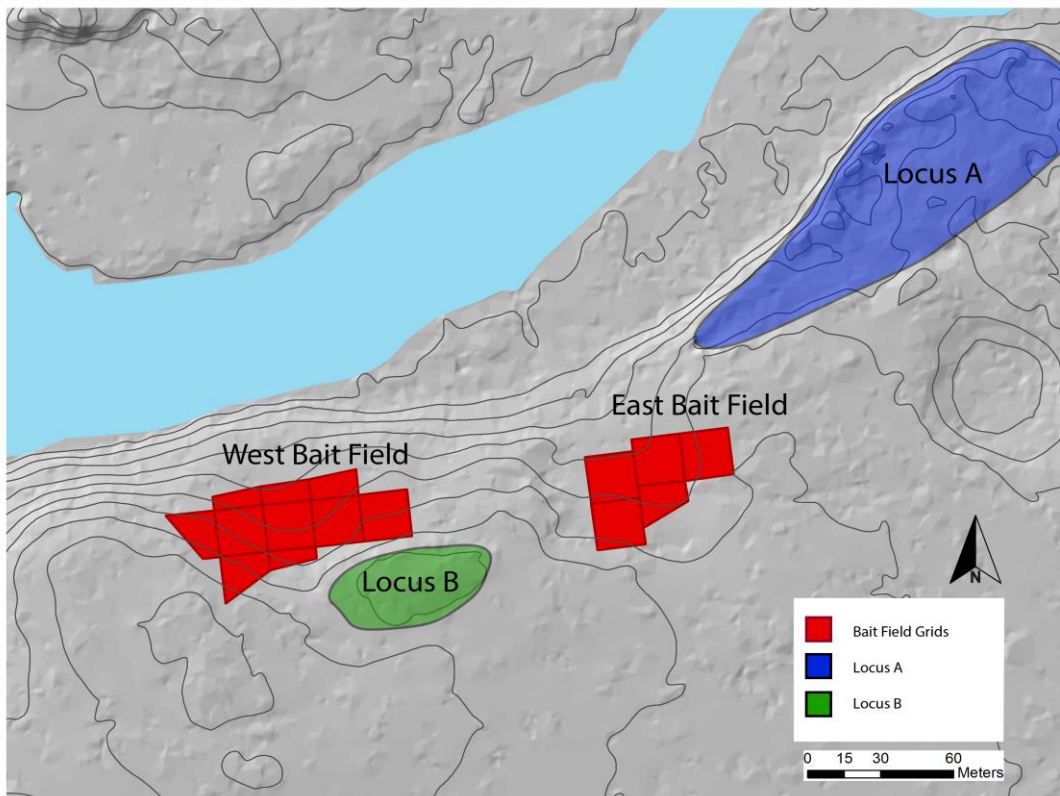 Locus A
East Bait Field
West Bait Field
Locus B
N
Bait Field Grids
Locus A
Locus B
0 15 30 60
Meters